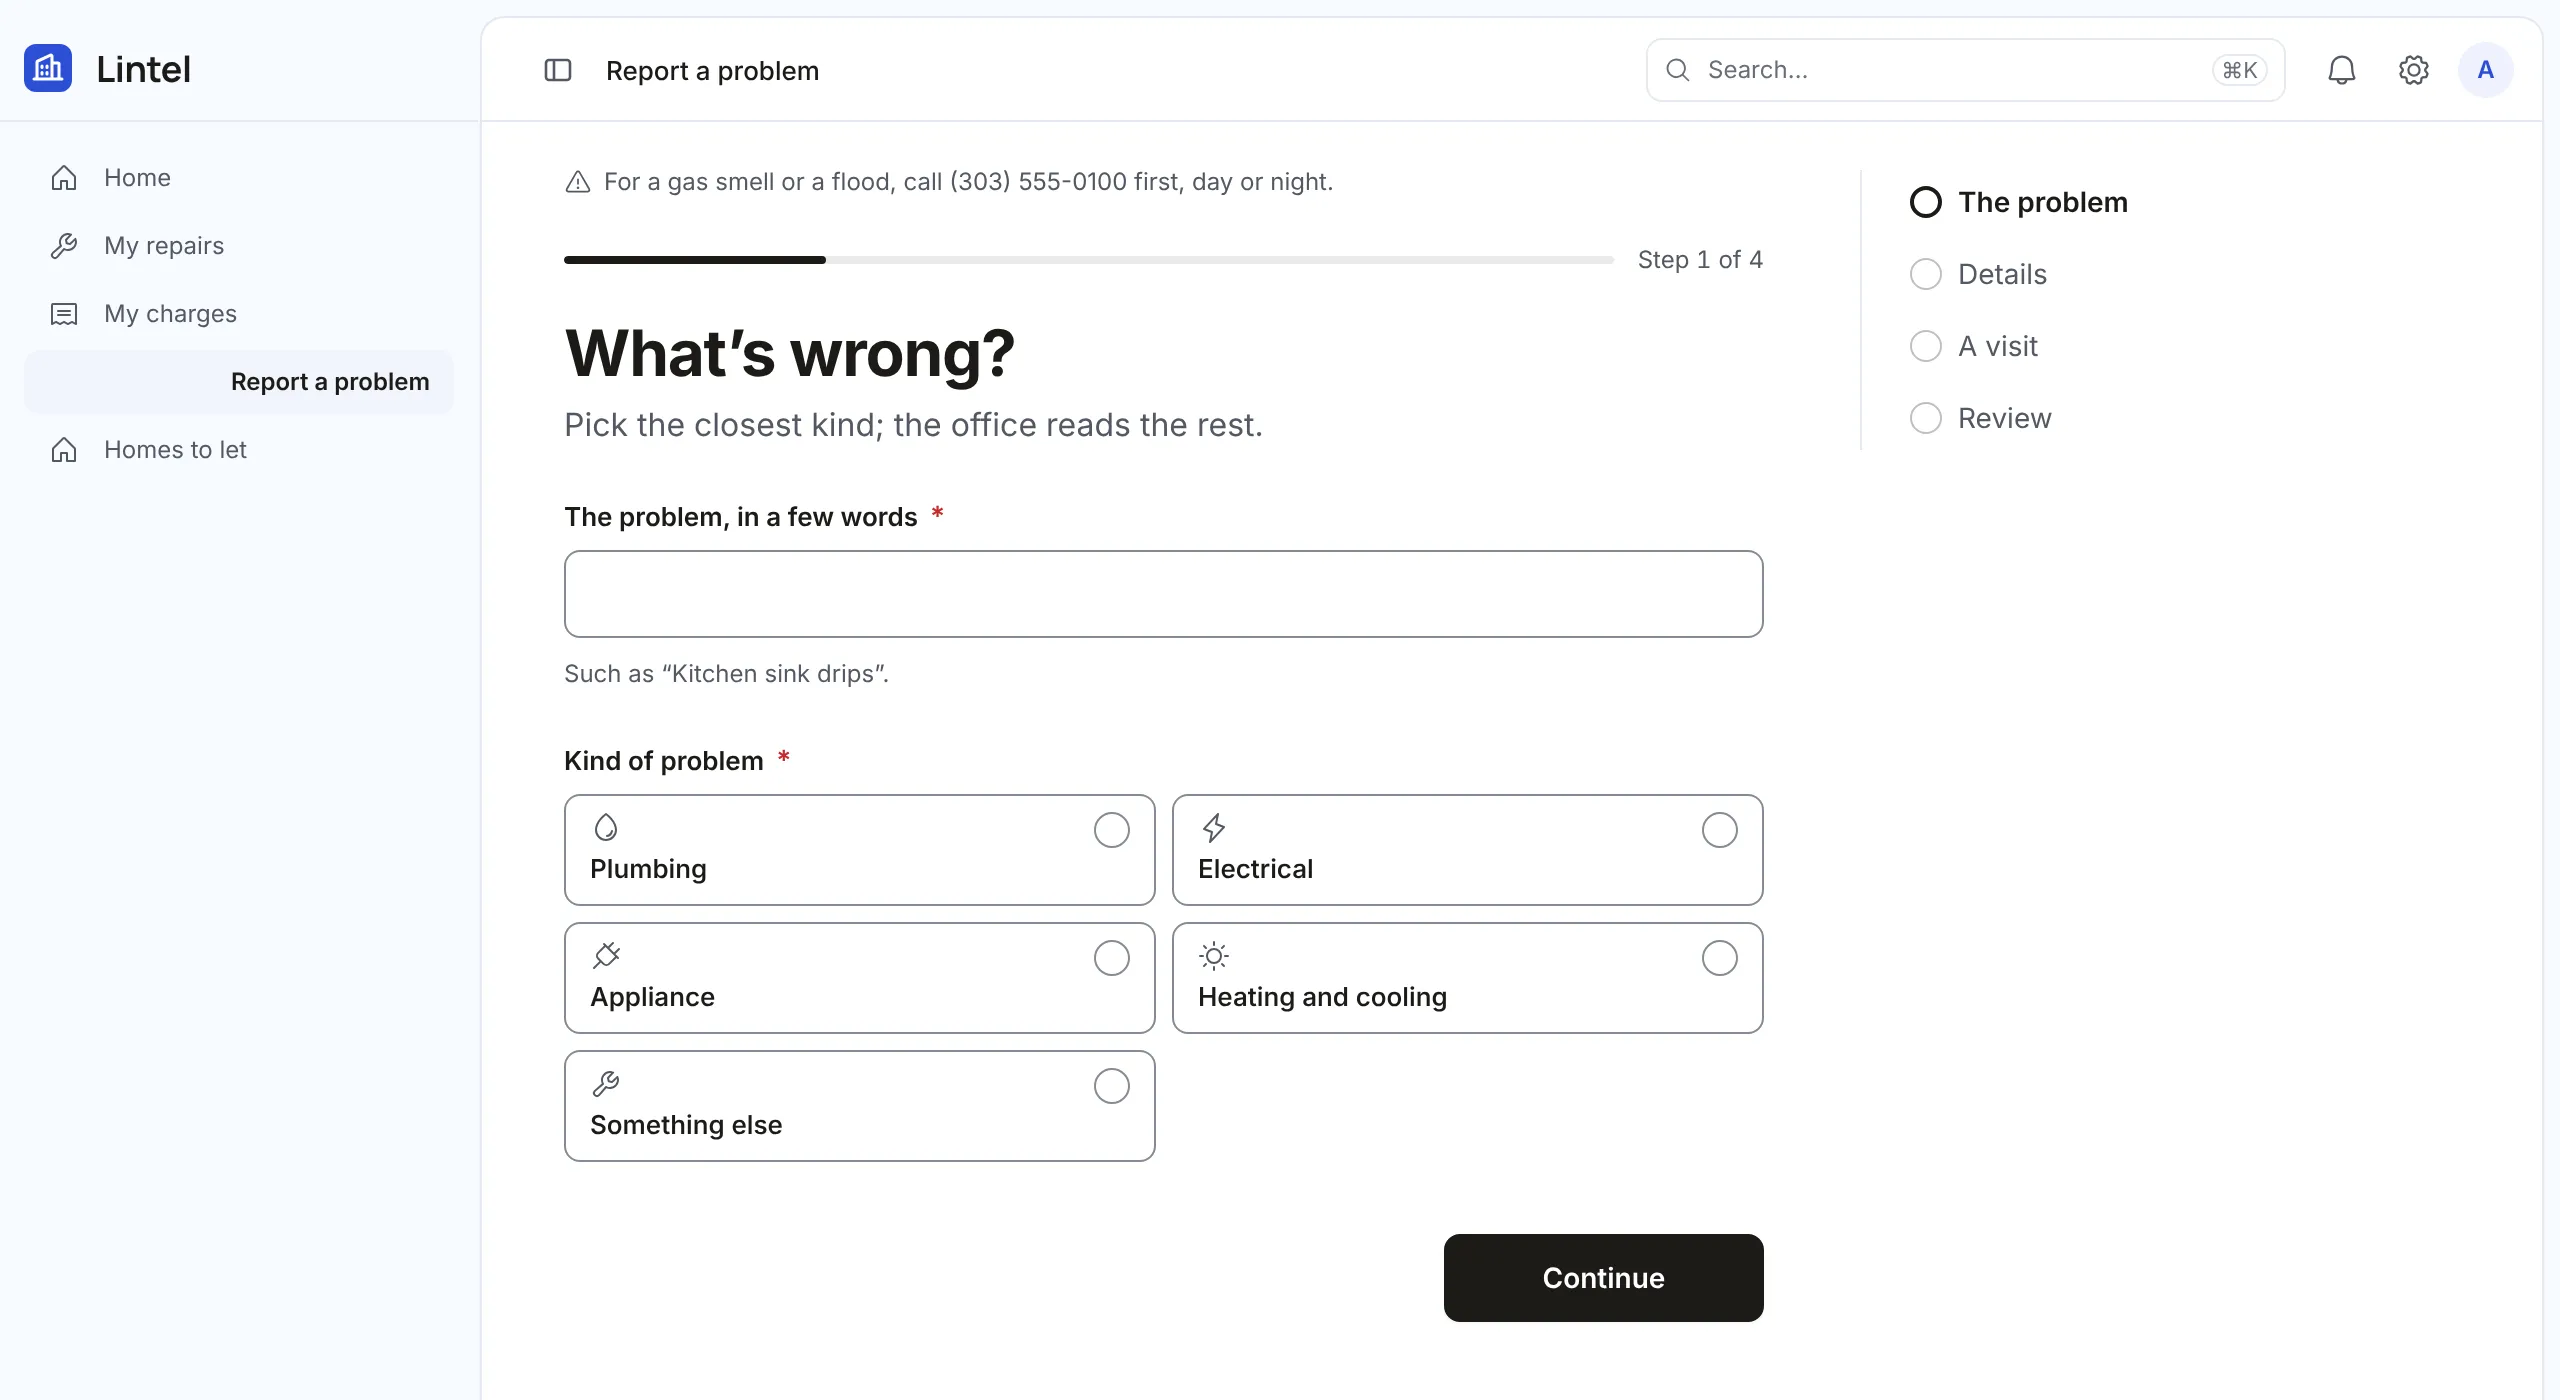 Lintel
Home
My repairs
My charges
Report a problem
Homes to let
Report a problem
Search...
⌘K
A
For a gas smell or a flood, call (303) 555-0100 first, day or night.
Step 1 of 4
What’s wrong?
Pick the closest kind; the office reads the rest.
The problem, in a few words *
Such as “Kitchen sink drips”.
Kind of problem *
Plumbing
Electrical
Appliance
Heating and cooling
Something else
Continue
The problem
Details
A visit
Review